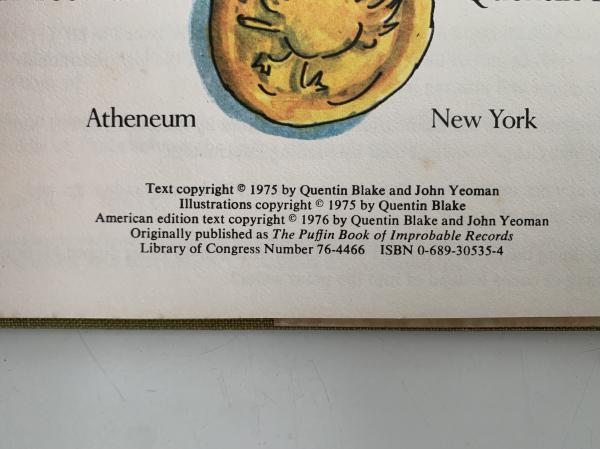 Quentin
Atheneum
New York
Text copyright © 1975 by Quentin Blake and John Yeoman
Illustrations copyright © 1975 by Quentin Blake
American edition text copyright © 1976 by Quentin Blake and John Yeoman
Originally published as The Puffin Book of Improbable Records
Library of Congress Number 76-4466 ISBN 0-689-30535-4